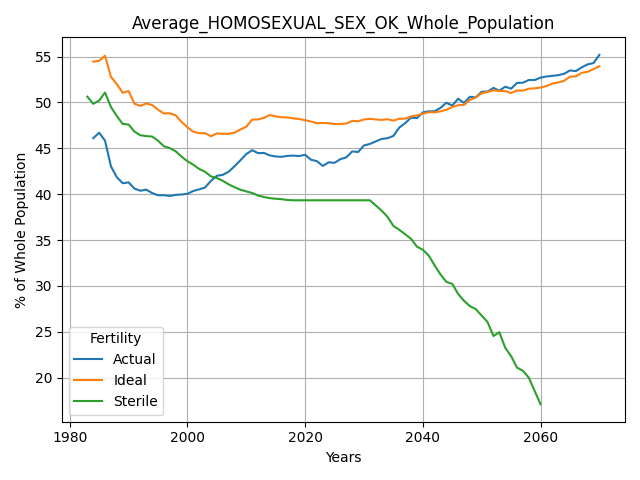 Average_HOMOSEXUAL_SEX_OK_Whole_Population
% of Whole Population
55
50
45
40
35
30
25
20
Fertility
Actual
Ideal
Sterile
1980
2000
2020
2040
2060
Years